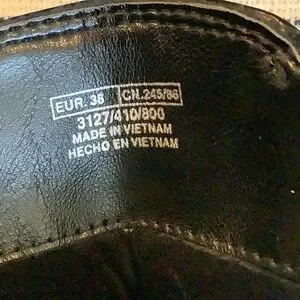 EUR. 38 CN.245/86
3127/410/800
MADE IN VIETNAM
HECHO EN VIETNAM